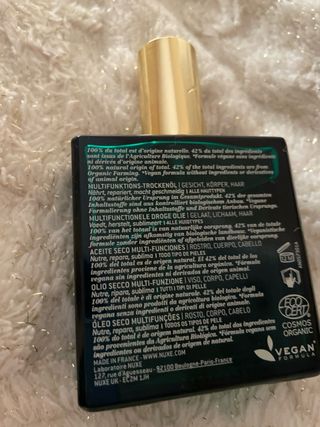 100% du total est d'origine naturelle. 42% du total des ingrédients
sont issus de l'Agriculture Biologique. *Formule végane sans ingrédients
ni dérivés d'origine animale.
100% natural origin of total. 42% of the total ingredients are from
Organic Farming. *Vegan formula without ingredients or derivatives
of animal origin.
MULTIFUNKTIONS-TROCKENÖL | GESICHT, KÖRPER, HAAR
Nährt, repariert, macht geschmeidig | ALLE HAUTTYPEN
100% natürlicher Ursprung im Gesamtprodukt. 42% der gesamten
Inhaltsstoffe sind aus kontrolliert biologischem Anbau. *Vegane
Formulierung ohne Inhaltsstoffe und Derivate tierischen Ursprungs.
MULTIFUNCTIONELE DROGE OLIE | GELAAT, LICHAAM, HAAR
Voedt, herstelt, sublimeert | ALLE HUIDTYPES
100% van het totaal is van natuurlijke oorsprong. 42% van de totale
ingrediënten zijn afkomstig van biologische landbouw. *Veganistische
formule zonder ingrediënten of afgeleiden van dierlijke oorsprong.
ACEITE SECO MULTI-FUNCIONES | ROSTRO, CUERPO, CABELLO
Nutre, repara, sublima | TODO TIPO DE PIELES
100% del total es de origen natural. El 42% del total de los
ingredientes procene de la agricultura orgánica. *Fórmula
vegana sin ingredientes ni derivados de origen animal.
OLIO SECCO MULTI-FUNZIONE | VISO, CORPO, CAPELLI
Nutre, ripara, sublima | TUTTI I TIPI DI PELLE
100% del totale è di origine naturale. 42% del totale degli
ingredienti proviene da agricoltura biologica. *Formula
vegana senza ingredienti o derivati di origine animale.
ÓLEO SECO MULTIFUNÇÕES | ROSTO, CORPO, CABELO
Nutre, repara, sublima | TODOS OS TIPOS DE PELE
100% do total é de origem natural. 42% do total dos ingredientes
são provenientes da Agricultura Biológica. *Fórmula vegana sem
ingredientes ou derivados de origem animal.
MADE IN FRANCE - WWW.NUXE.COM
Laboratoire NUXE
127, rue d'Aguesseau - 92100 Boulogne-Paris-France
NUXE UK - EC2M 1JH
ECO
CERT
COSMOS
ORGANIC
VEGAN
FORMULA